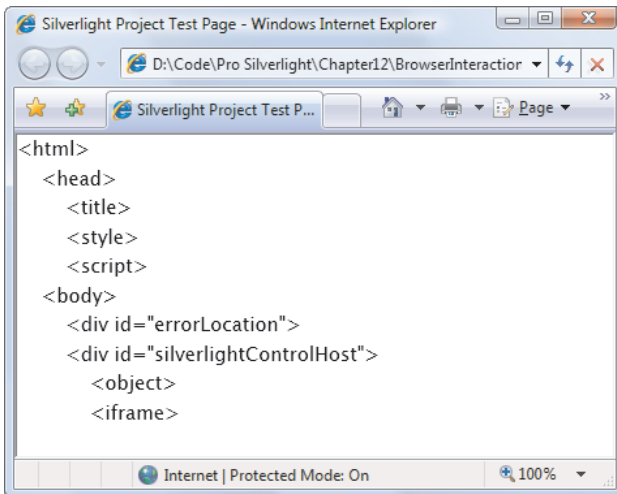 Silverlight Project Test Page - Windows Internet Explorer
D:\Code\Pro Silverlight\Chapter12\BrowserInteraction
Silverlight Project Test P... Page
<html>
<head>
<title>
<style>
<script>
<body>
<div id="errorLocation">
<div id="silverlightControlHost">
<object>
<iframe>
Internet | Protected Mode: On 100%